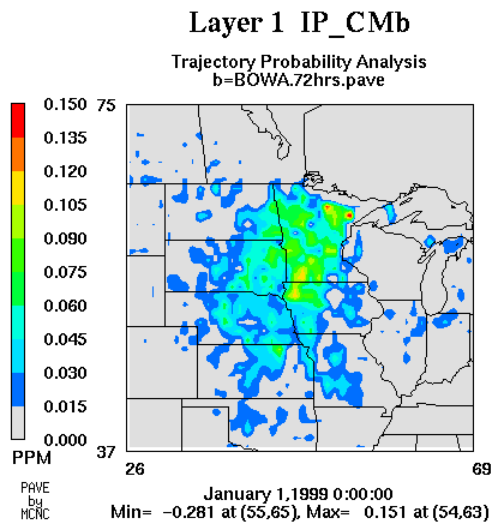 Layer 1 IP_CMb
Trajectory Probability Analysis
b=BOWA.72hrs.pave
75
0.150
0.135
0.120
0.105
0.090
0.075
0.060
0.045
0.030
0.015
0.000
PPM
37
26
69
PAVE
by
MCNC
January 1,1999 0:00:00
Min= -0.281 at (55,65), Max= 0.151 at (54,63)